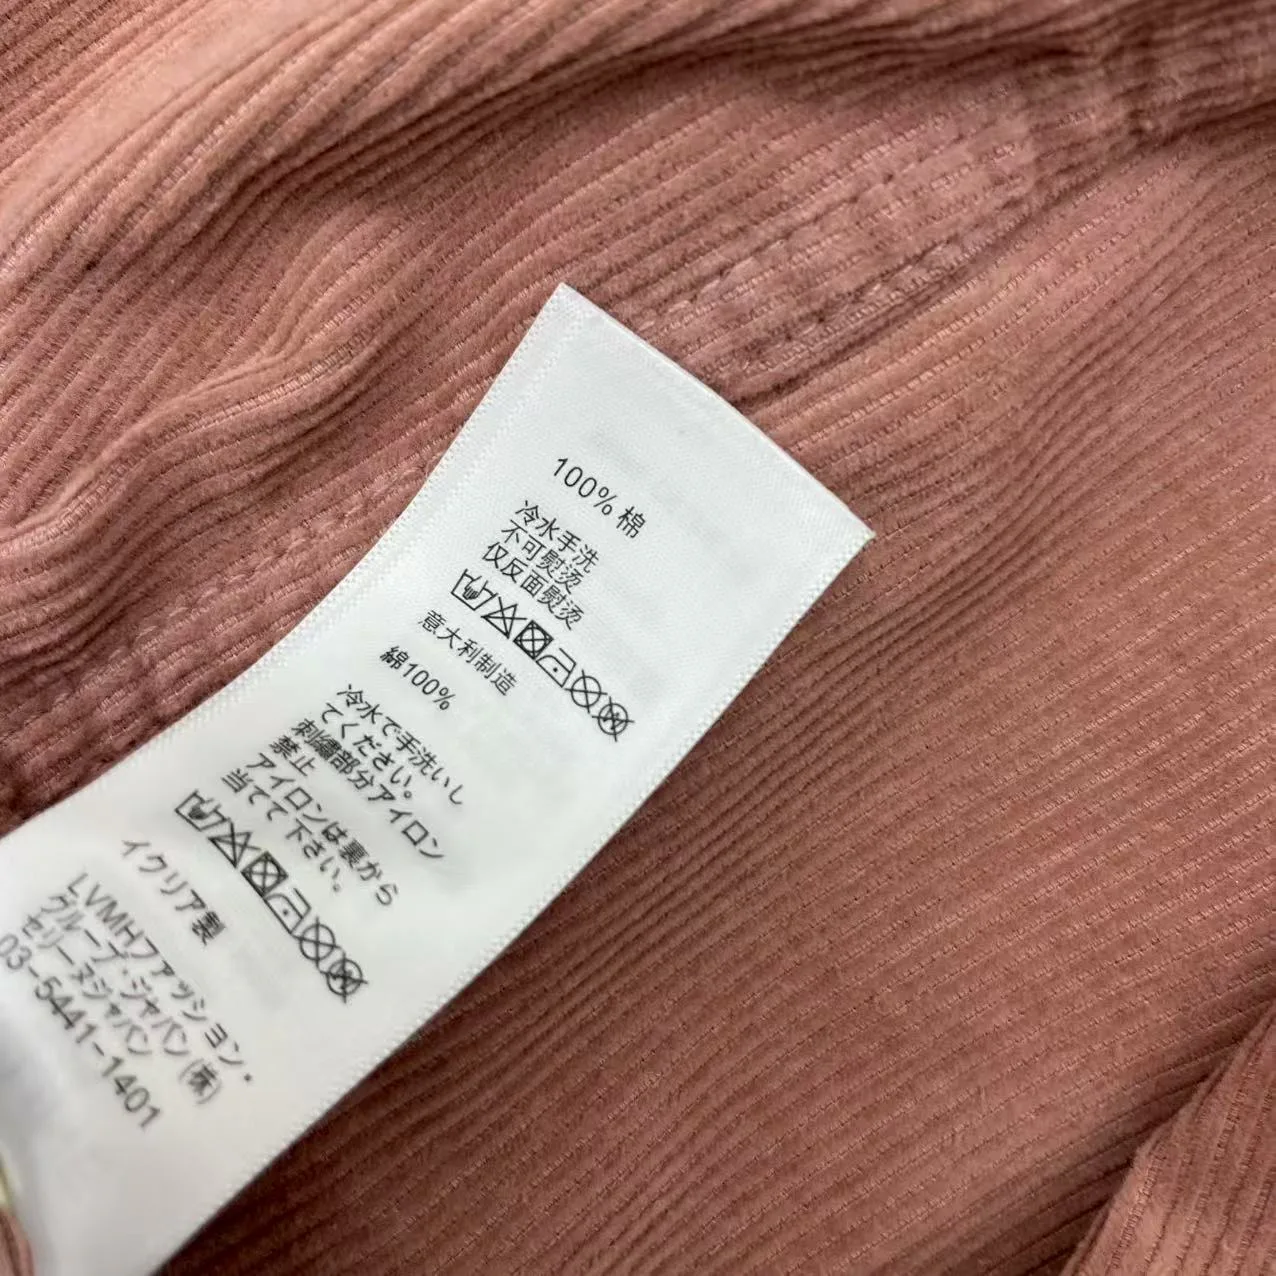 100% 棉
冷水手洗
不可熨烫
仅反面熨烫
意大利制造
綿100%
冷水で手洗いし
てください。
刺繡部分アイロン
禁止
アイロンは裏から
当てて下さい。
イクリア製
LVMHファッション・
グループ・ジャパン(株)
セリーヌジャパン
03-5441-1401